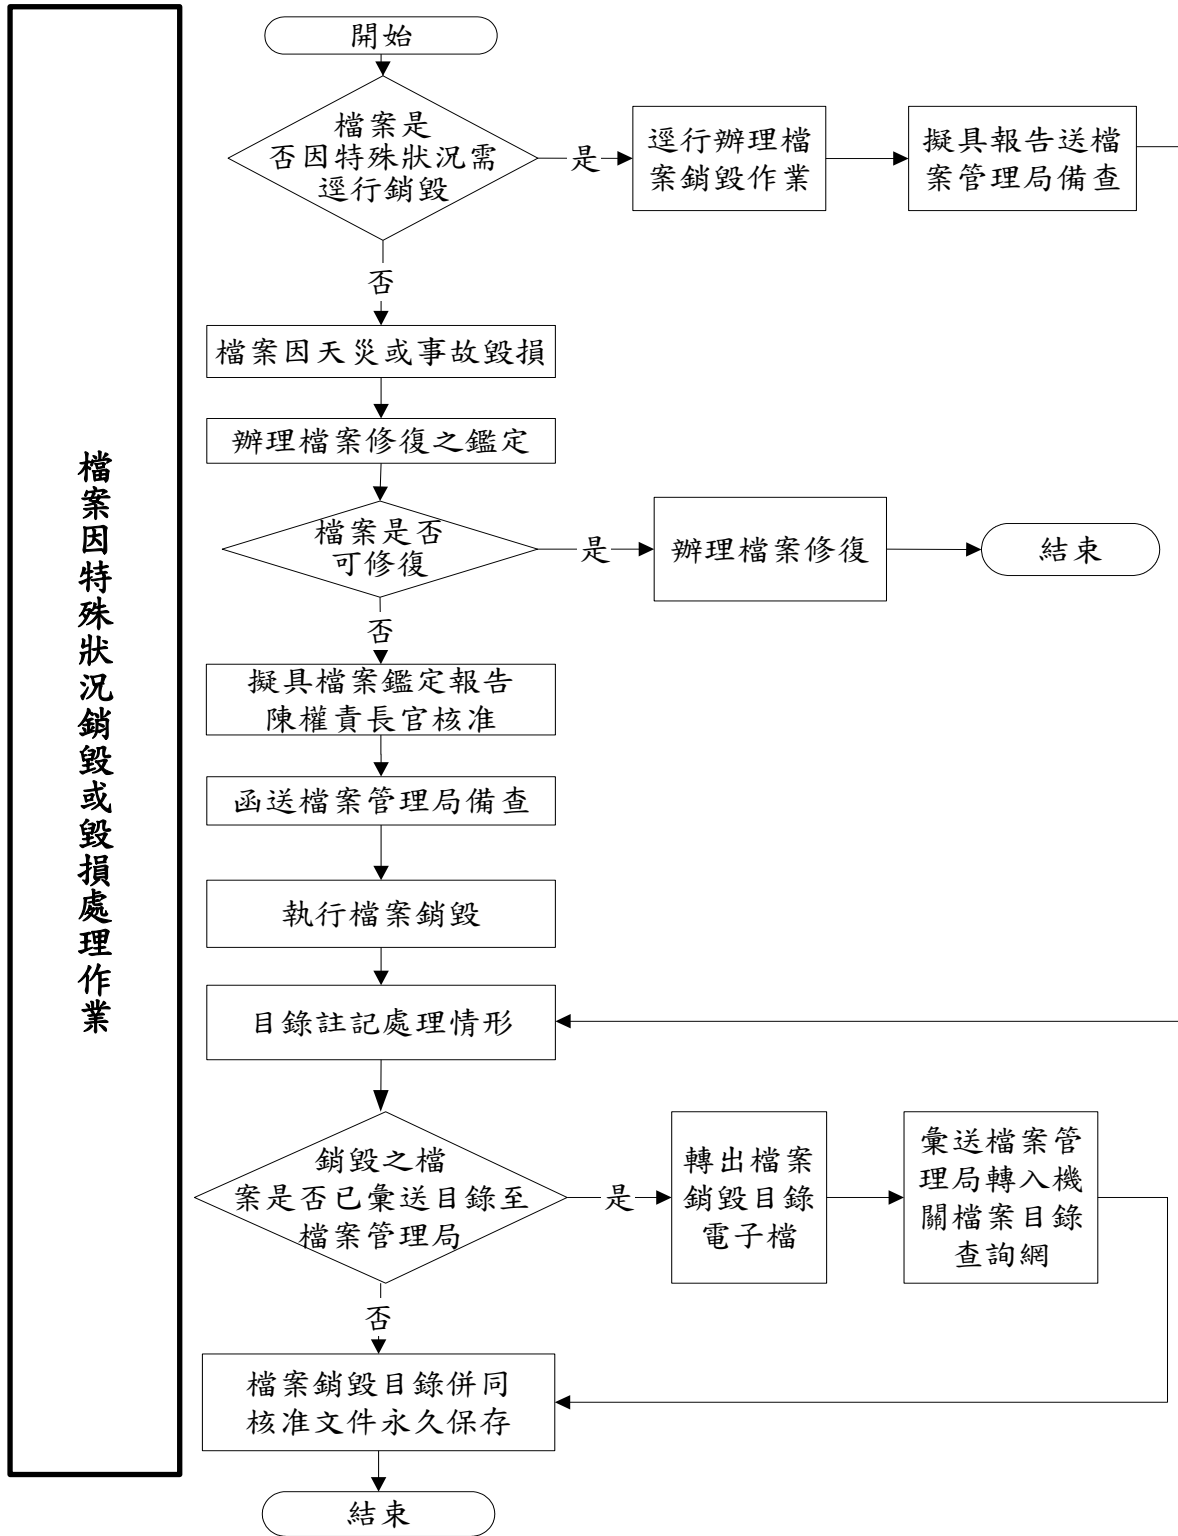 檔案因特殊狀況銷毀或毀損處理作業
開始
檔案是
否因特殊狀況需
逕行銷毀
是
逕行辦理檔
案銷毀作業
擬具報告送檔
案管理局備查
否
檔案因天災或事故毀損
辦理檔案修復之鑑定
檔案是否
可修復
是
辦理檔案修復
結束
否
擬具檔案鑑定報告
陳權責長官核准
函送檔案管理局備查
執行檔案銷毀
目錄註記處理情形
銷毀之檔
案是否已彙送目錄至
檔案管理局
是
轉出檔案
銷毀目錄
電子檔
彙送檔案管
理局轉入機
關檔案目錄
查詢網
否
檔案銷毀目錄併同
核准文件永久保存
結束